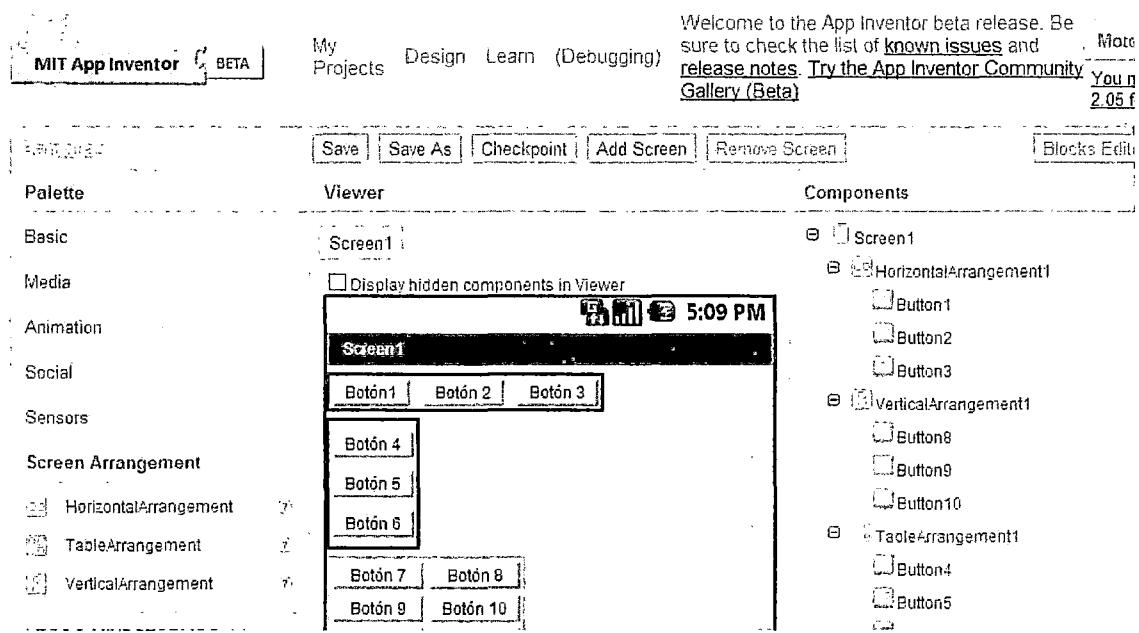 MIT App Inventor BETA
My Projects
Design Learn (Debugging)
Welcome to the App Inventor beta release. Be
sure to check the list of known issues and
release notes. Try the App Inventor Community
Gallery (Beta)
You
2.05
Save Save As Checkpoint Add Screen Remove Screen
Blocks
Palette
Viewer
Components
Basic
Media
Animation
Social
Sensors
Screen Arrangement
HorizontalArrangement
TableArrangement
VerticalArrangement
Screen1
Display hidden components in Viewer
5:09 PM
Screen1
Botón1 Botón 2 Botón 3
Botón 4
Botón 5
Botón 6
Botón 7 Botón 8
Botón 9 Botón 10
Screen1
HorizontalArrangement1
Button1
Button2
Button3
VerticalArrangement1
Button8
Button9
Button10
TableArrangement1
Button4
Button5